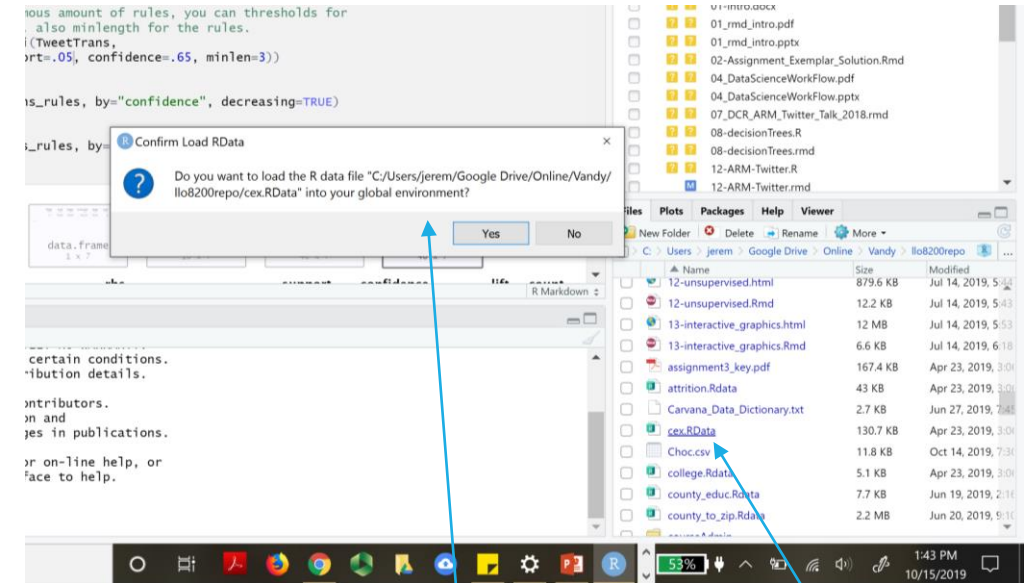 mous amount of rules, you can thresholds for
also minlength for the rules.
(TweetTrans,
ort=.05, confidence=.65, minlen=3))
ns_rules, by="confidence", decreasing=TRUE)
s_rules, by=
data.frame
1 x 7
support confidence lift count
R Markdown
certain conditions.
ribution details.
ontributors.
on and
ges in publications.
or on-line help, or
face to help.
Confirm Load RData
Do you want to load the R data file "C:/Users/jerem/Google Drive/Online/Vandy/
llo8200repo/cex.RData" into your global environment?
Yes No
01-intro.docx
01_rmd_intro.pdf
01_rmd_intro.pptx
02-Assignment_Exemplar_Solution.Rmd
04_DataScienceWorkFlow.pdf
04_DataScienceWorkFlow.pptx
07_DCR_ARM_Twitter_Talk_2018.rmd
08-decisionTrees.R
08-decisionTrees.rmd
12-ARM-Twitter.R
M 12-ARM-Twitter.rmd
Files Plots Packages Help Viewer
New Folder Delete Rename More
C: Users jerem Google Drive Online Vandy llo8200repo ...
Name Size Modified
12-unsupervised.html 879.6 KB Jul 14, 2019, 5:44
12-unsupervised.Rmd 12.2 KB Jul 14, 2019, 5:43
13-interactive_graphics.html 12 MB Jul 14, 2019, 5:53
13-interactive_graphics.Rmd 6.6 KB Jul 14, 2019, 6:18
assignment3_key.pdf 167.4 KB Apr 23, 2019, 3:06
attrition.Rdata 43 KB Apr 23, 2019, 3:06
Carvana_Data_Dictionary.txt 2.7 KB Jun 27, 2019, 7:45
cex.RData 130.7 KB Apr 23, 2019, 3:06
Choc.csv 11.8 KB Oct 14, 2019, 7:30
college.Rdata 5.1 KB Apr 23, 2019, 3:06
county_educ.Rdata 7.7 KB Jun 19, 2019, 2:16
county_to_zip.Rdata 2.2 MB Jun 20, 2019, 9:10
courseAdmin
53%
1:43 PM
10/15/2019